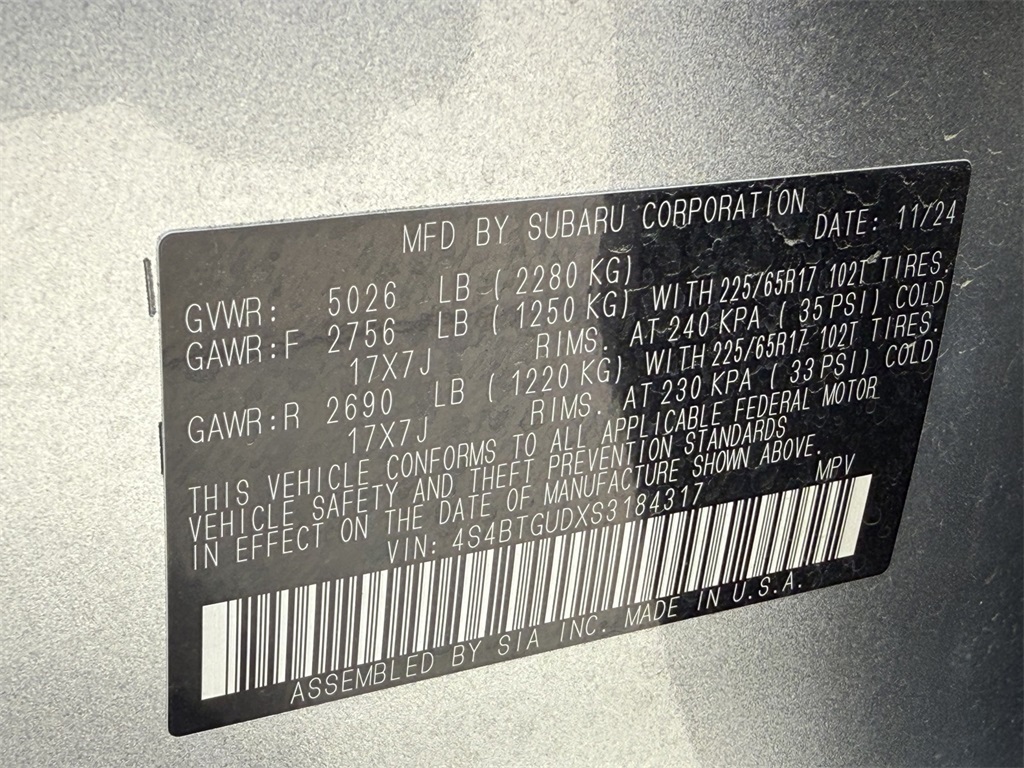 MFD BY SUBARU CORPORATION DATE: 11/24
GVWR: 5026 LB ( 2280 KG)
GAWR:F 2756 LB ( 1250 KG) WITH 225/65R17 102T TIRES.
17X7J RIMS. AT 240 KPA ( 35 PSI) COLD
GAWR:R 2690 LB ( 1220 KG) WITH 225/65R17 102T TIRES.
17X7J RIMS. AT 230 KPA ( 33 PSI) COLD
THIS VEHICLE CONFORMS TO ALL APPLICABLE FEDERAL MOTOR
VEHICLE SAFETY AND THEFT PREVENTION STANDARDS
IN EFFECT ON THE DATE OF MANUFACTURE SHOWN ABOVE.
VIN: 4S4BTGUDXS3184317 MPV
ASSEMBLED BY SIA INC. MADE IN U.S.A.